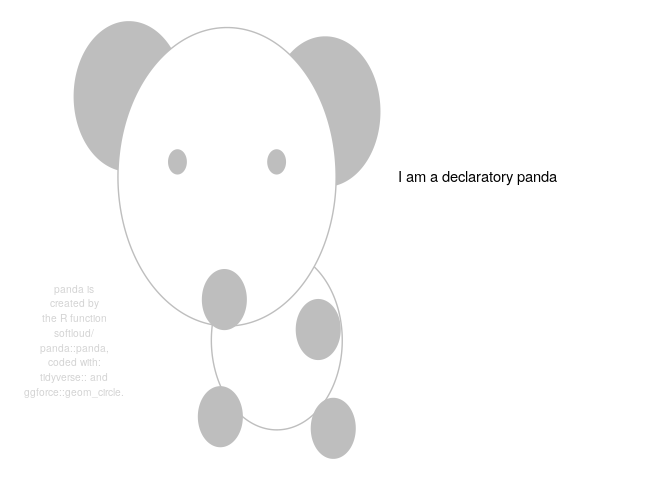 I am a declaratory panda
panda is
created by
the R function
softloud/
panda::panda,
coded with:
tidyverse:: and
ggforce::geom_circle.